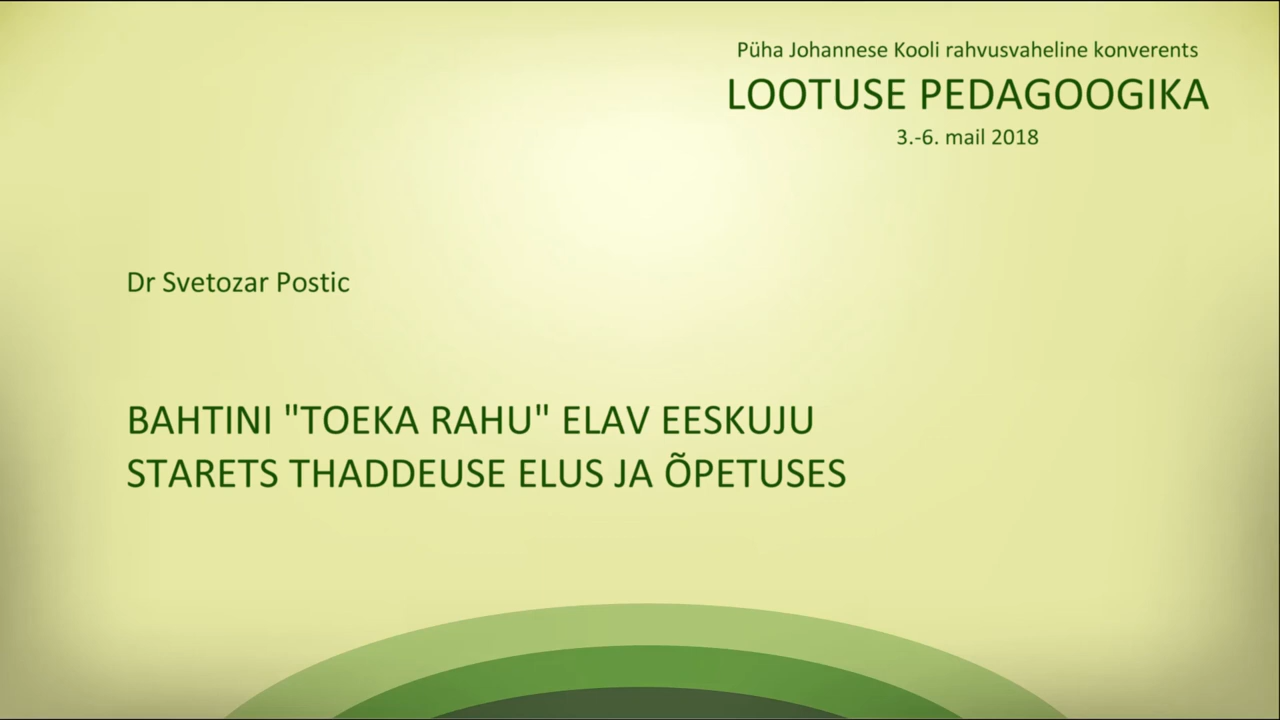 Püha Johannese Kooli rahvusvaheline konverents
LOOTUSE PEDAGOOGIKA
3.-6. mail 2018
Dr Svetozar Postic
BAHTINI "TOEKA RAHU" ELAV EESKUJU
STARETS THADDEUSE ELUS JA ÕPETUSES